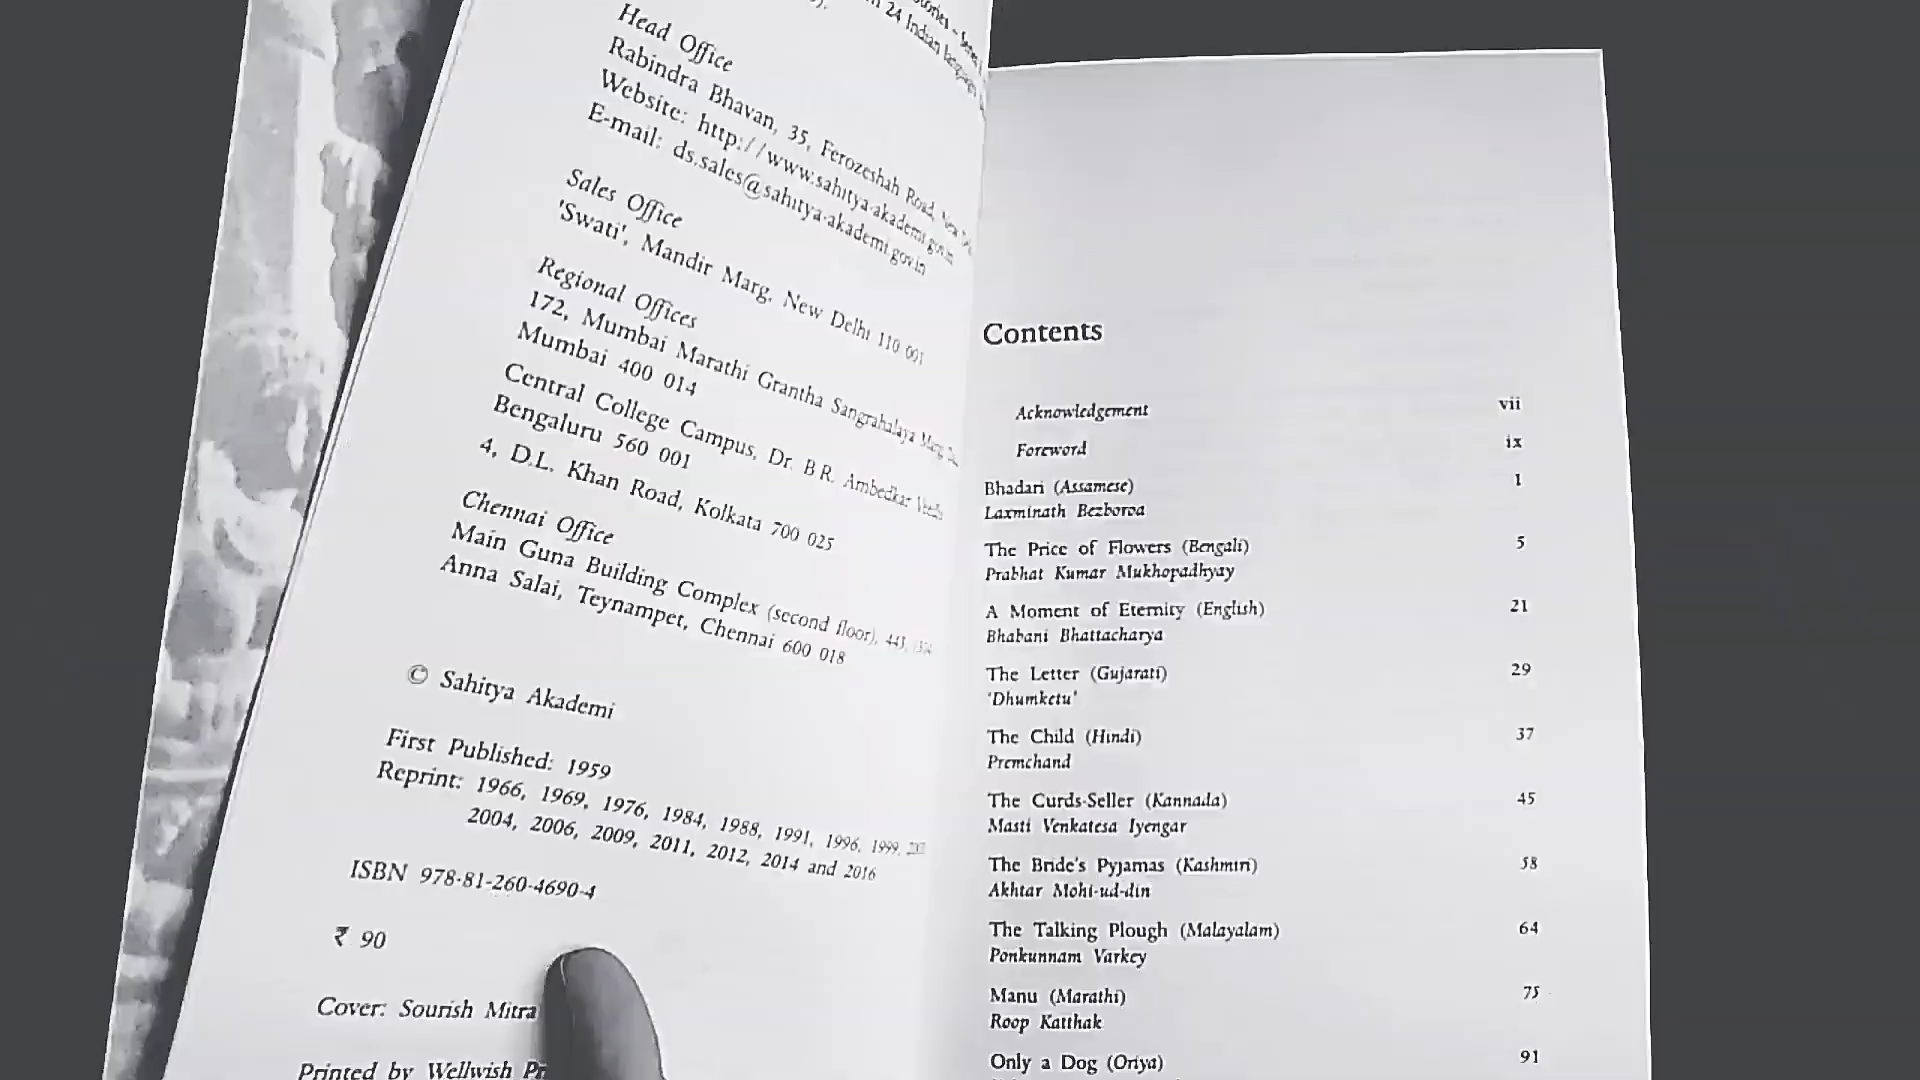 24 Indian languages
Head Office
Rabindra Bhavan, 35, Ferozeshah Road, New
Website: http://www.sahitya-akademi.gov.in
E-mail: ds.sales@sahitya-akademi.gov.in
Sales Office
'Swati', Mandir Marg, New Delhi 110 001
Regional Offices
172, Mumbai Marathi Grantha Sangrahalaya Marg,
Mumbai 400 014
Central College Campus, Dr. B R. Ambedkar Veedhi
Bengaluru 560 001
4, D.L. Khan Road, Kolkata 700 025
Chennai Office
Main Guna Building Complex (second floor), 443,
Anna Salai, Teynampet, Chennai 600 018
© Sahitya Akademi
First Published: 1959
Reprint: 1966, 1969, 1976, 1984, 1988, 1991, 1996, 1999,
2004, 2006, 2009, 2011, 2012, 2014 and 2016
ISBN 978-81-260-4690-4
₹ 90
Cover: Sourish Mitra
Printed by Wellwish
Contents
Acknowledgement vii
Foreword ix
Bhadari (Assamese) 1
Laxminath Bezboroa
The Price of Flowers (Bengali) 5
Prabhat Kumar Mukhopadhyay
A Moment of Eternity (English) 21
Bhabani Bhattacharya
The Letter (Gujarati) 29
'Dhumketu'
The Child (Hindi) 37
Premchand
The Curds-Seller (Kannada) 45
Masti Venkatesa Iyengar
The Bride's Pyjamas (Kashmiri) 58
Akhtar Mohi-ud-din
The Talking Plough (Malayalam) 64
Ponkunnam Varkey
Manu (Marathi) 75
Roop Katthak
Only a Dog (Oriya) 91